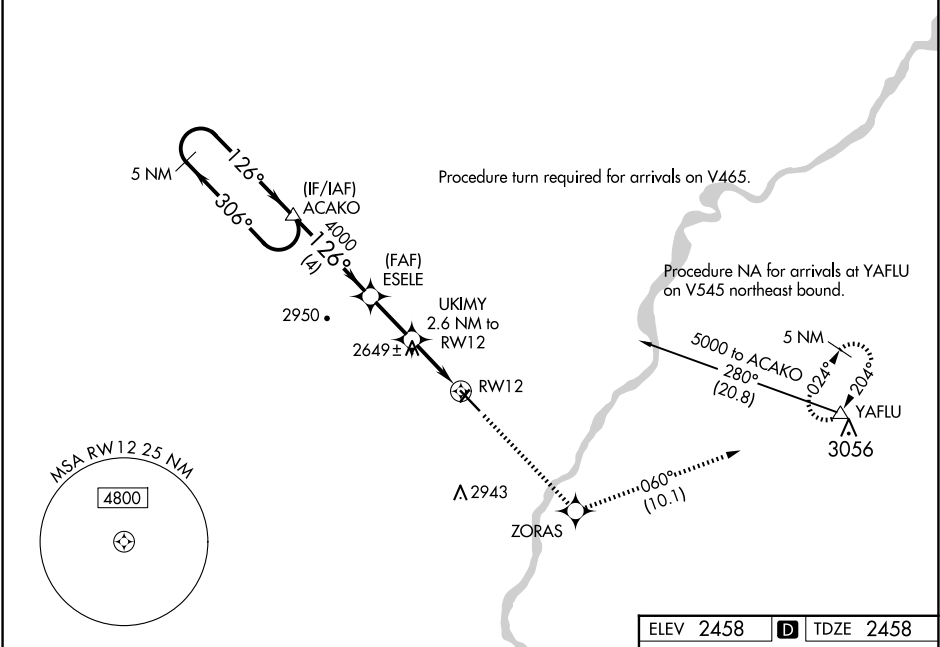 5 NM
126°
306°
(IF/IAF)
ACAKO
4000
126°
(4)
Procedure turn required for arrivals on V465.
(FAF)
ESELE
2950
UKIMY
2.6 NM to
RW12
2649±
RW12
Procedure NA for arrivals at YAFLU
on V545 northeast bound.
5 NM
5000 to ACAKO
280°
(20.8)
024°
204°
YAFLU
3056
MSA RW12 25 NM
4800
2943
060°
(10.1)
ZORAS
ELEV 2458 D TDZE 2458